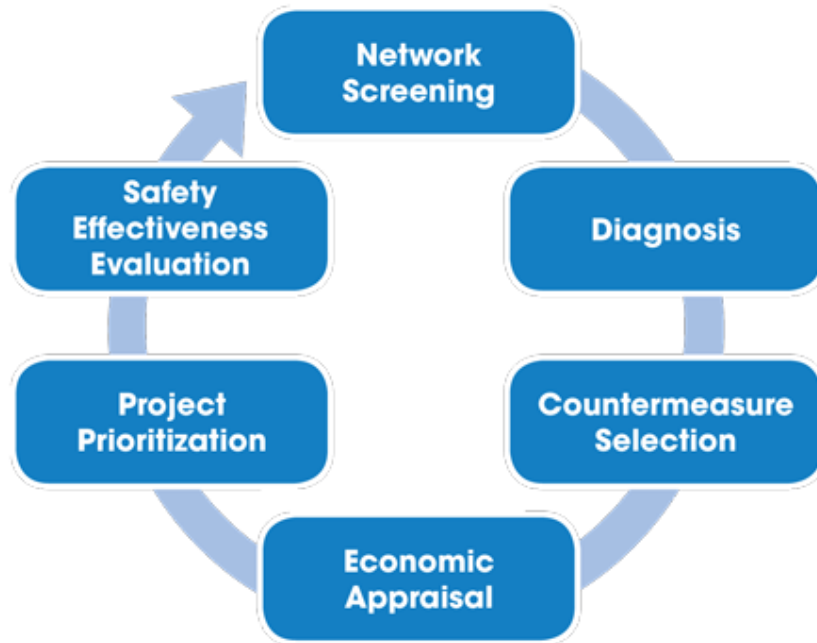 Network
Screening
Diagnosis
Countermeasure
Selection
Economic
Appraisal
Project
Prioritization
Safety
Effectiveness
Evaluation